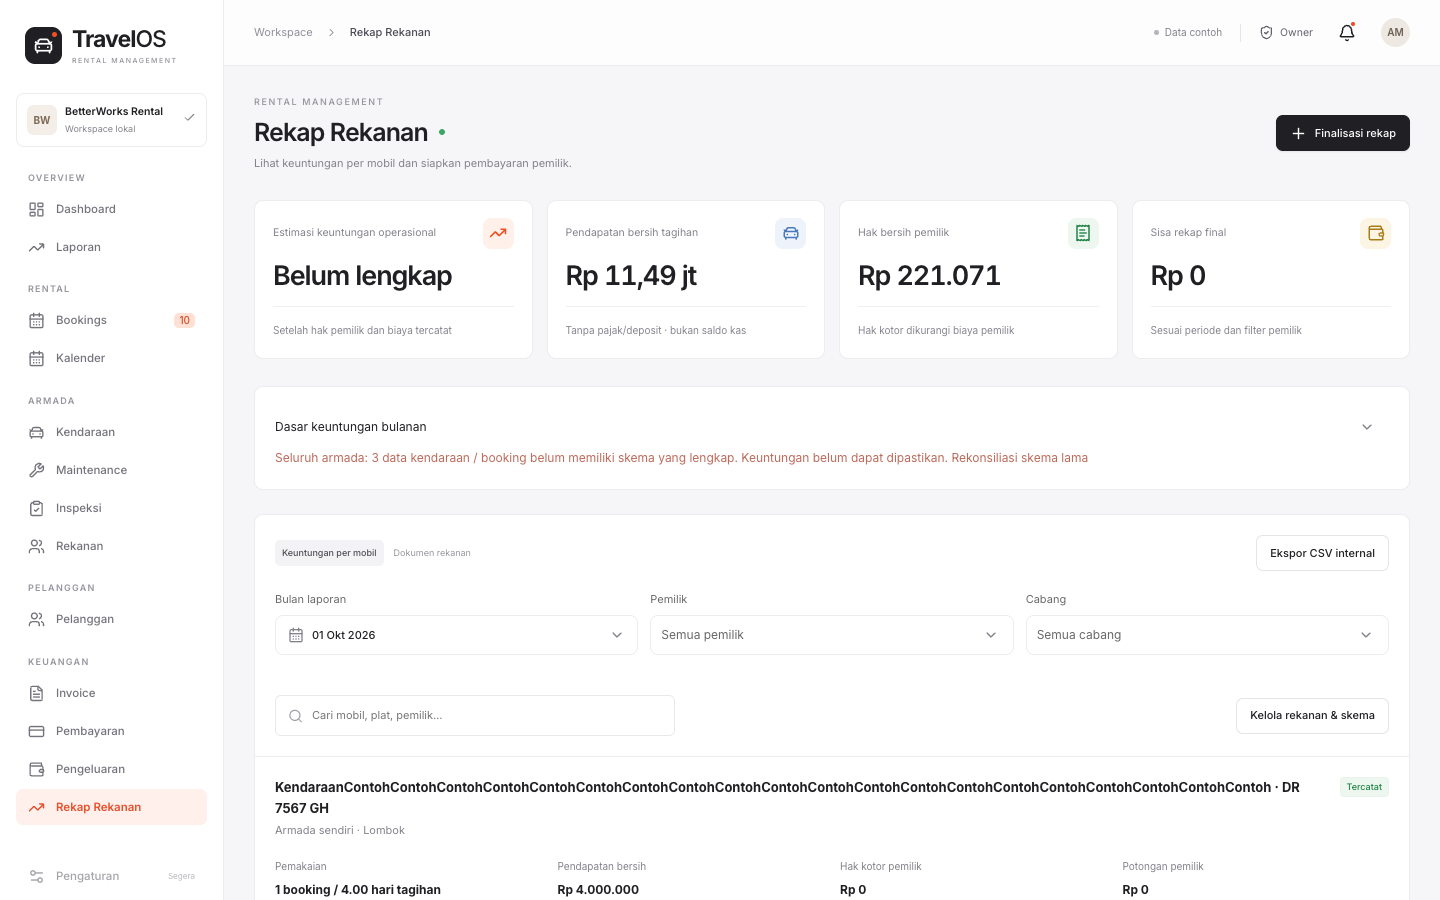 TravelOS
RENTAL MANAGEMENT
BW
BetterWorks Rental
Workspace lokal
OVERVIEW
Dashboard
Laporan
RENTAL
Bookings 10
Kalender
ARMADA
Kendaraan
Maintenance
Inspeksi
Rekanan
PELANGGAN
Pelanggan
KEUANGAN
Invoice
Pembayaran
Pengeluaran
Rekap Rekanan
Pengaturan Segera
Workspace > Rekap Rekanan
Data contoh
Owner
AM
RENTAL MANAGEMENT
Rekap Rekanan
Lihat keuntungan per mobil dan siapkan pembayaran pemilik.
Finalisasi rekap
Estimasi keuntungan operasional
Belum lengkap
Setelah hak pemilik dan biaya tercatat
Pendapatan bersih tagihan
Rp 11,49 jt
Tanpa pajak/deposit · bukan saldo kas
Hak bersih pemilik
Rp 221.071
Hak kotor dikurangi biaya pemilik
Sisa rekap final
Rp 0
Sesuai periode dan filter pemilik
Dasar keuntungan bulanan
Seluruh armada: 3 data kendaraan / booking belum memiliki skema yang lengkap. Keuntungan belum dapat dipastikan. Rekonsiliasi skema lama
Keuntungan per mobil
Dokumen rekanan
Ekspor CSV internal
Bulan laporan
01 Okt 2026
Pemilik
Semua pemilik
Cabang
Semua cabang
Cari mobil, plat, pemilik...
Kelola rekanan & skema
KendaraanContohContohContohContohContohContohContohContohContohContohContohContohContohContohContohContohContohContohContohContoh · DR
7567 GH
Tercatat
Armada sendiri · Lombok
Pemakaian
1 booking / 4.00 hari tagihan
Pendapatan bersih
Rp 4.000.000
Hak kotor pemilik
Rp 0
Potongan pemilik
Rp 0